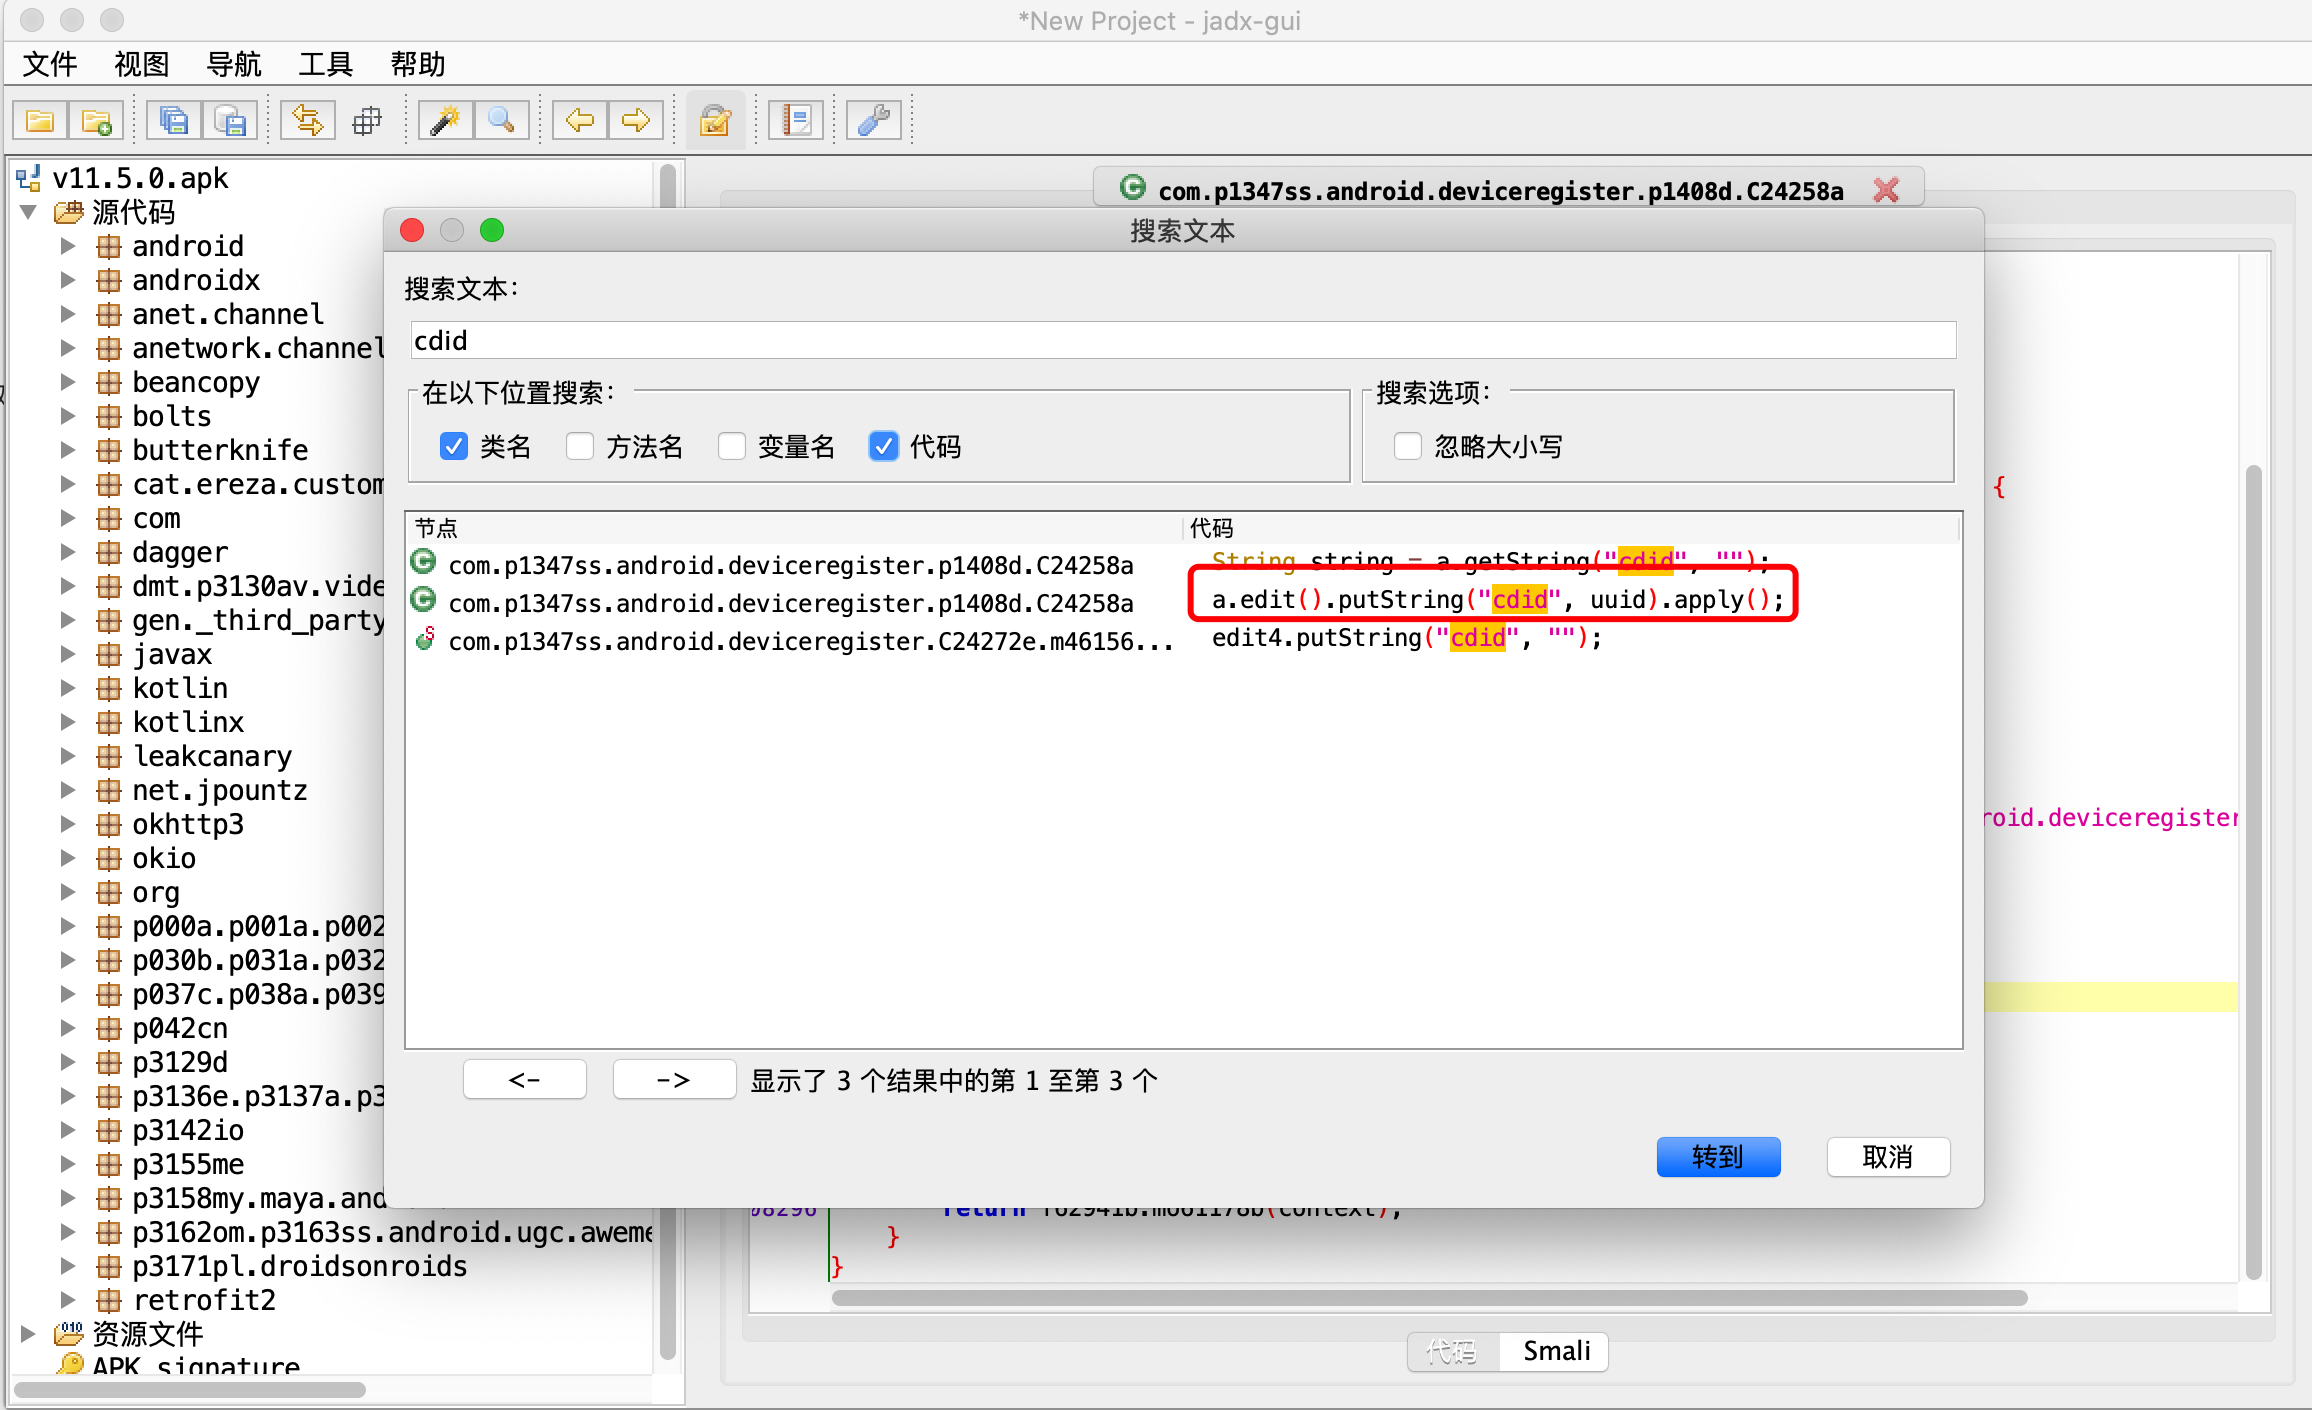 *New Project - jadx-gui
文件 视图 导航 工具 帮助
v11.5.0.apk
源代码
android
androidx
anet.channel
anetwork.channel
beancopy
bolts
butterknife
cat.ereza.custom
com
dagger
dmt.p3130av.vide
gen._third_party
javax
kotlin
kotlinx
leakcanary
net.jpountz
okhttp3
okio
org
p000a.p001a.p002
p030b.p031a.p032
p037c.p038a.p039
p042cn
p3129d
p3136e.p3137a.p3
p3142io
p3155me
p3158my.maya.and
p3162om.p3163ss.android.ugc.aweme
p3171pl.droidsonroids
retrofit2
资源文件
APK signature
com.p1347ss.android.deviceregister.p1408d.C24258a
搜索文本
搜索文本:
cdid
在以下位置搜索:
类名 方法名 变量名 代码
搜索选项:
忽略大小写
节点 代码
com.p1347ss.android.deviceregister.p1408d.C24258a String string = a.getString("cdid", "");
com.p1347ss.android.deviceregister.p1408d.C24258a a.edit().putString("cdid", uuid).apply();
com.p1347ss.android.deviceregister.C24272e.m46156... edit4.putString("cdid", "");
<- -> 显示了 3 个结果中的第 1 至第 3 个
转到 取消
{
roid.deviceregister
return f62941b.mo61178b(context);
}
}
代码 Smali